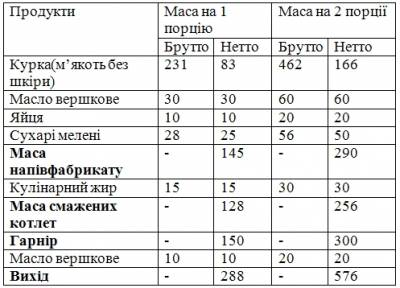 Продукти Маса на 1 Маса на 2 порції
порцію
Брутто Нетто Брутто Нетто
Курка(м’якоть без 231 83 462 166
шкіри)
Масло вершкове 30 30 60 60
Яйця 10 10 20 20
Сухарі мелені 28 25 56 50
Маса - 145 - 290
напівфабрикату
Кулінарний жир 15 15 30 30
Маса смажених - 128 - 256
котлет
Гарнір - 150 - 300
Масло вершкове 10 10 20 20
Вихід - 288 - 576